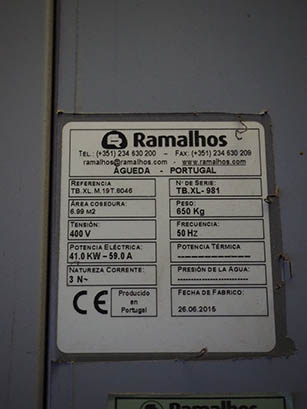 Ramalhos
TEL.: (+351) 234 630 200 - FAX: (+351) 234 630 209
ramalhos@ramalhos.com - www.ramalhos.com
ÁGUEDA - PORTUGAL
REFERENCIA
TB.XL.M.19T.6046
Nº DE SERIE:
TB.XL- 981
ÁREA COSEDURA:
6.99 M2
PESO:
650 Kg
TENSIÓN:
400 V
FRECUENCIA:
50 Hz
POTENCIA ELÉCTRICA:
41.0 KW – 59.0 A
POTENCIA TÉRMICA
NATUREZA CORRENTE:
3 N~
PRESIÓN DE LA AGUA:
CE
Producido
en
Portugal
FECHA DE FABRICO:
26.06.2015
Ramalhos